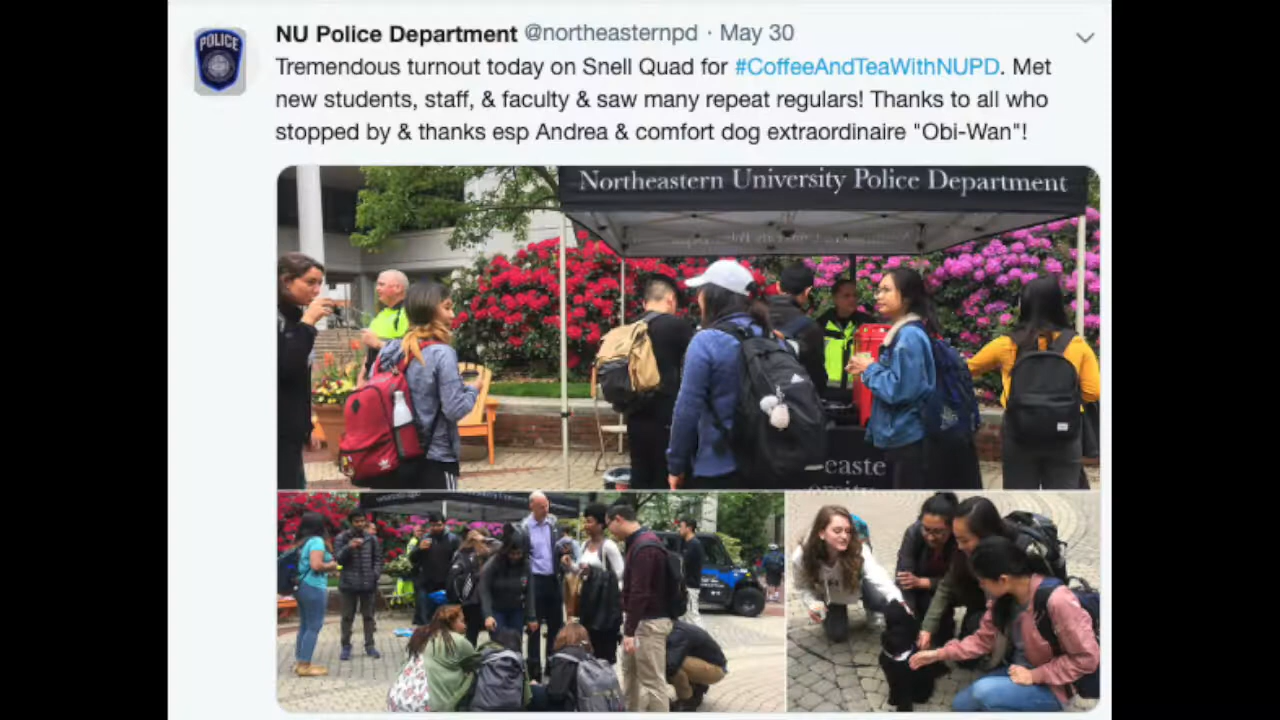 POLICE
NU Police Department @northeasternpd · May 30
Tremendous turnout today on Snell Quad for #CoffeeAndTeaWithNUPD. Met
new students, staff, & faculty & saw many repeat regulars! Thanks to all who
stopped by & thanks esp Andrea & comfort dog extraordinaire "Obi-Wan"!
Northeastern University Police Department
easte